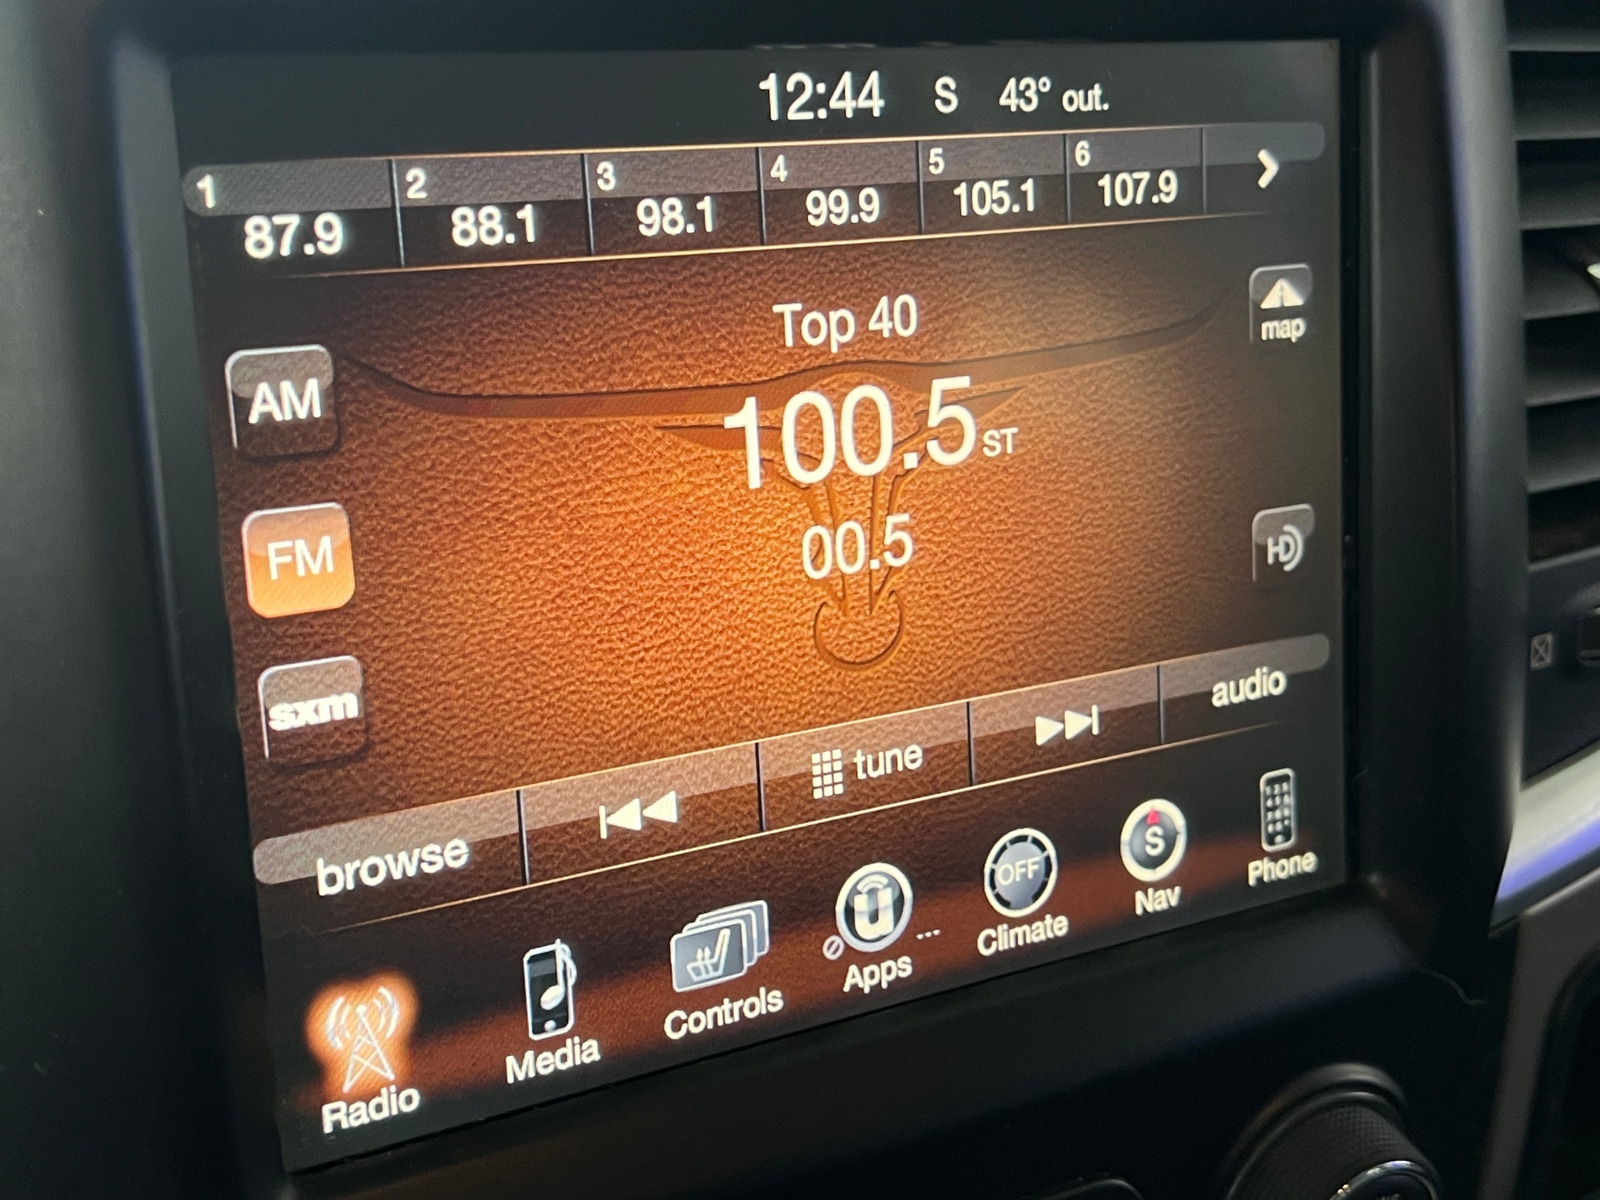 12:44 S 43° out.
1 2 3 4 5 6
87.9 88.1 98.1 99.9 105.1 107.9
Top 40
map
AM
100.5 ST
FM
00.5
HD
sxm
browse tune audio
OFF S
Radio Media Controls Apps ... Climate Nav Phone